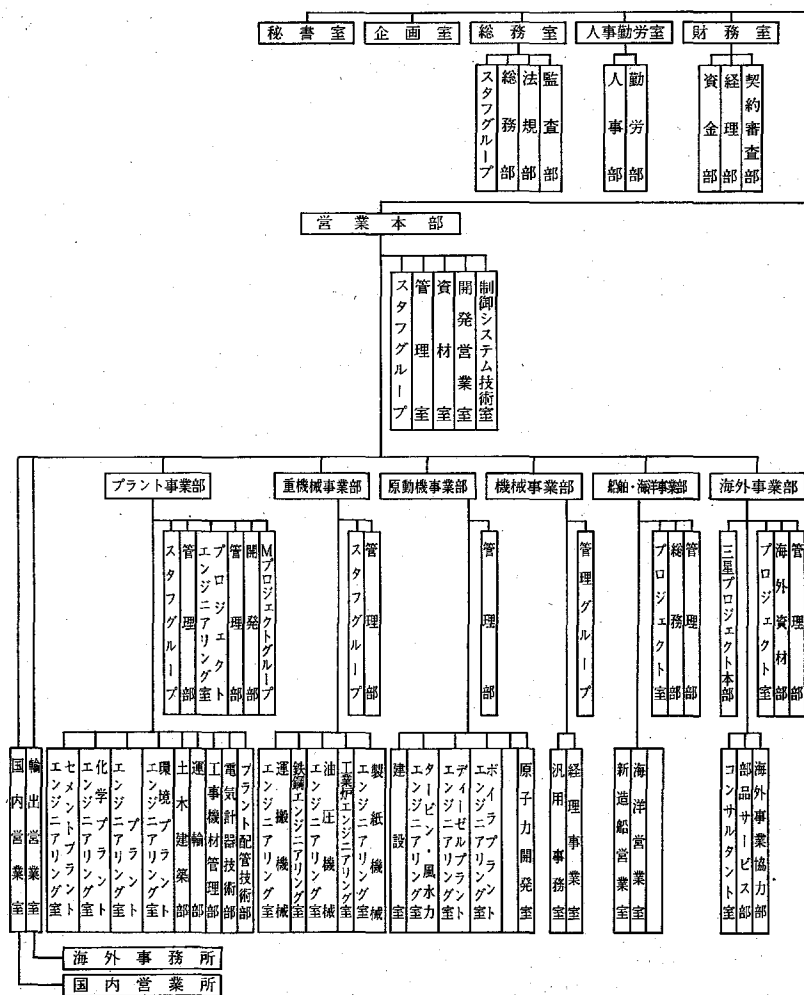 秘書室
企画室
総務室
人事勤労室
財務室
スタフグループ
総務部
法規部
監査部
人事部
勤労部
資金部
経理部
契約審査部
営業本部
スタフグループ
管理室
資材室
開発営業室
制御システム技術室
プラント事業部
重機械事業部
原動機事業部
機械事業部
船舶・海洋事業部
海外事業部
スタフグループ
管理部
プロジェクト
エンジニアリング室
管理部
開発部
Mプロジェクトグループ
スタフグループ
管理部
管理部
管理グループ
プロジェクト室
総務部
管理部
三星プロジェクト本部
プロジェクト室
海外資材部
管理部
国内営業室
輸出営業室
セメントプラント
エンジニアリング室
化学プラント
エンジニアリング室
プラント
エンジニアリング室
環境プラント
エンジニアリング室
土木建築部
運輸部
工事機材管理部
電気計器技術部
プラント配管技術部
運搬機械
エンジニアリング室
鉄鋼エンジニアリング室
油圧機械
エンジニアリング室
工業炉エンジニアリング室
製紙機械
エンジニアリング室
建設室
タービン・風水力
エンジニアリング室
ディーゼルプラント
エンジニアリング室
ボイラプラント
エンジニアリング室
原子力開発室
汎用事務室
経理事業室
新造船営業室
海洋営業室
コンサルタント室
部品サービス部
海外事業協力部
海外事務所
国内営業所